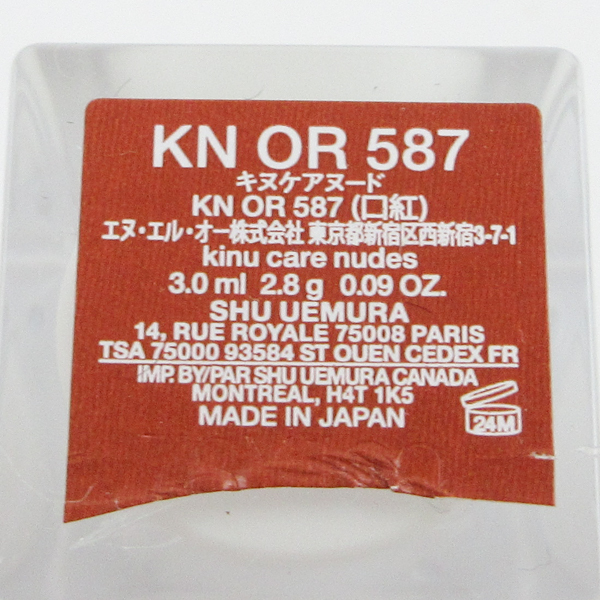 KN OR 587
キヌケアヌード
KN OR 587 (口紅)
エヌ・エル・オー株式会社 東京都新宿区西新宿3-7-1
kinu care nudes
3.0 ml 2.8 g 0.09 OZ.
SHU UEMURA
14, RUE ROYALE 75008 PARIS
TSA 75000 93584 ST OUEN CEDEX FR
IMP. BY/PAR SHU UEMURA CANADA
MONTREAL, H4T 1K5
MADE IN JAPAN
24M